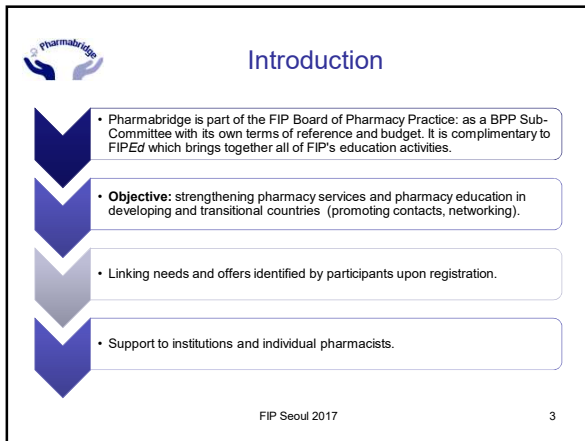 Pharmabridge
Introduction
• Pharmabridge is part of the FIP Board of Pharmacy Practice: as a BPP Sub-
Committee with its own terms of reference and budget. It is complimentary to
FIPEd which brings together all of FIP's education activities.
• Objective: strengthening pharmacy services and pharmacy education in
developing and transitional countries (promoting contacts, networking).
• Linking needs and offers identified by participants upon registration.
• Support to institutions and individual pharmacists.
FIP Seoul 2017
3